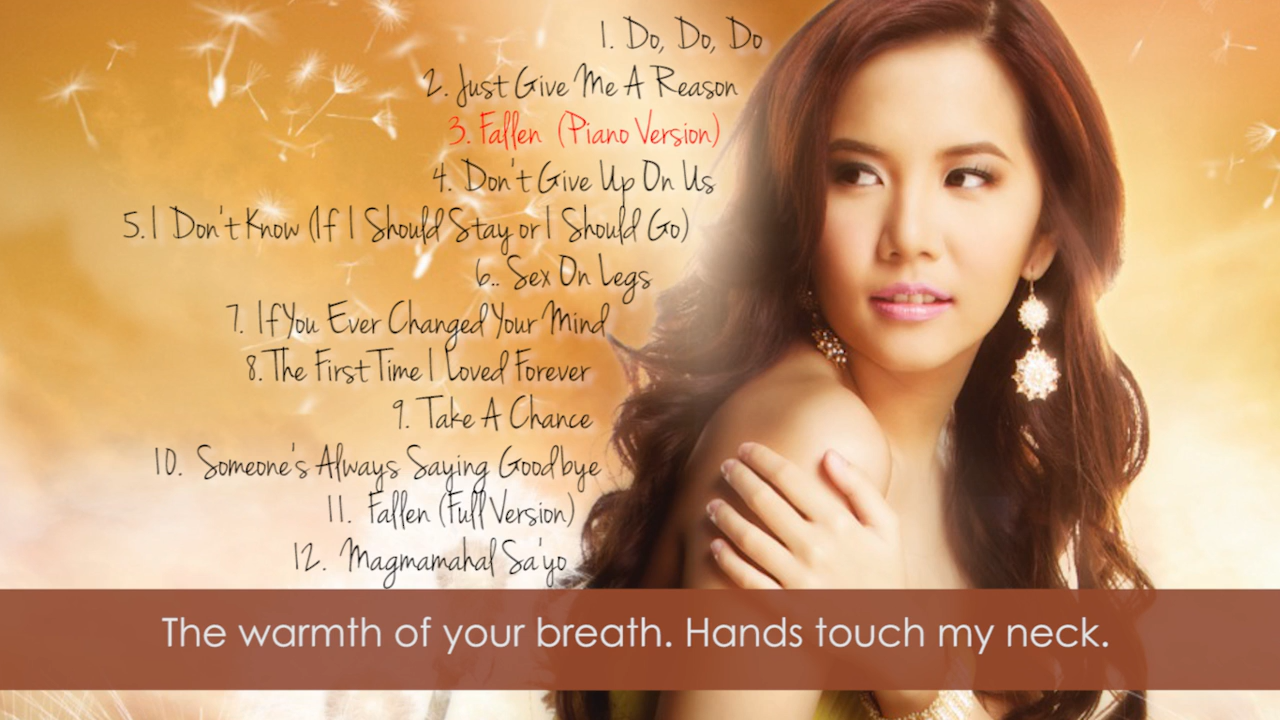 1. Do, Do, Do
2. Just Give Me A Reason
3. Fallen (Piano Version)
4. Don't Give Up On Us
5. I Don't Know (If I Should Stay or I Should Go)
6.. Sex On Legs
7. If You Ever Changed Your Mind
8. The First Time I Loved Forever
9. Take A Chance
10. Someone's Always Saying Goodbye
11. Fallen (Full Version)
12. Magmamahal Sa'yo
The warmth of your breath. Hands touch my neck.